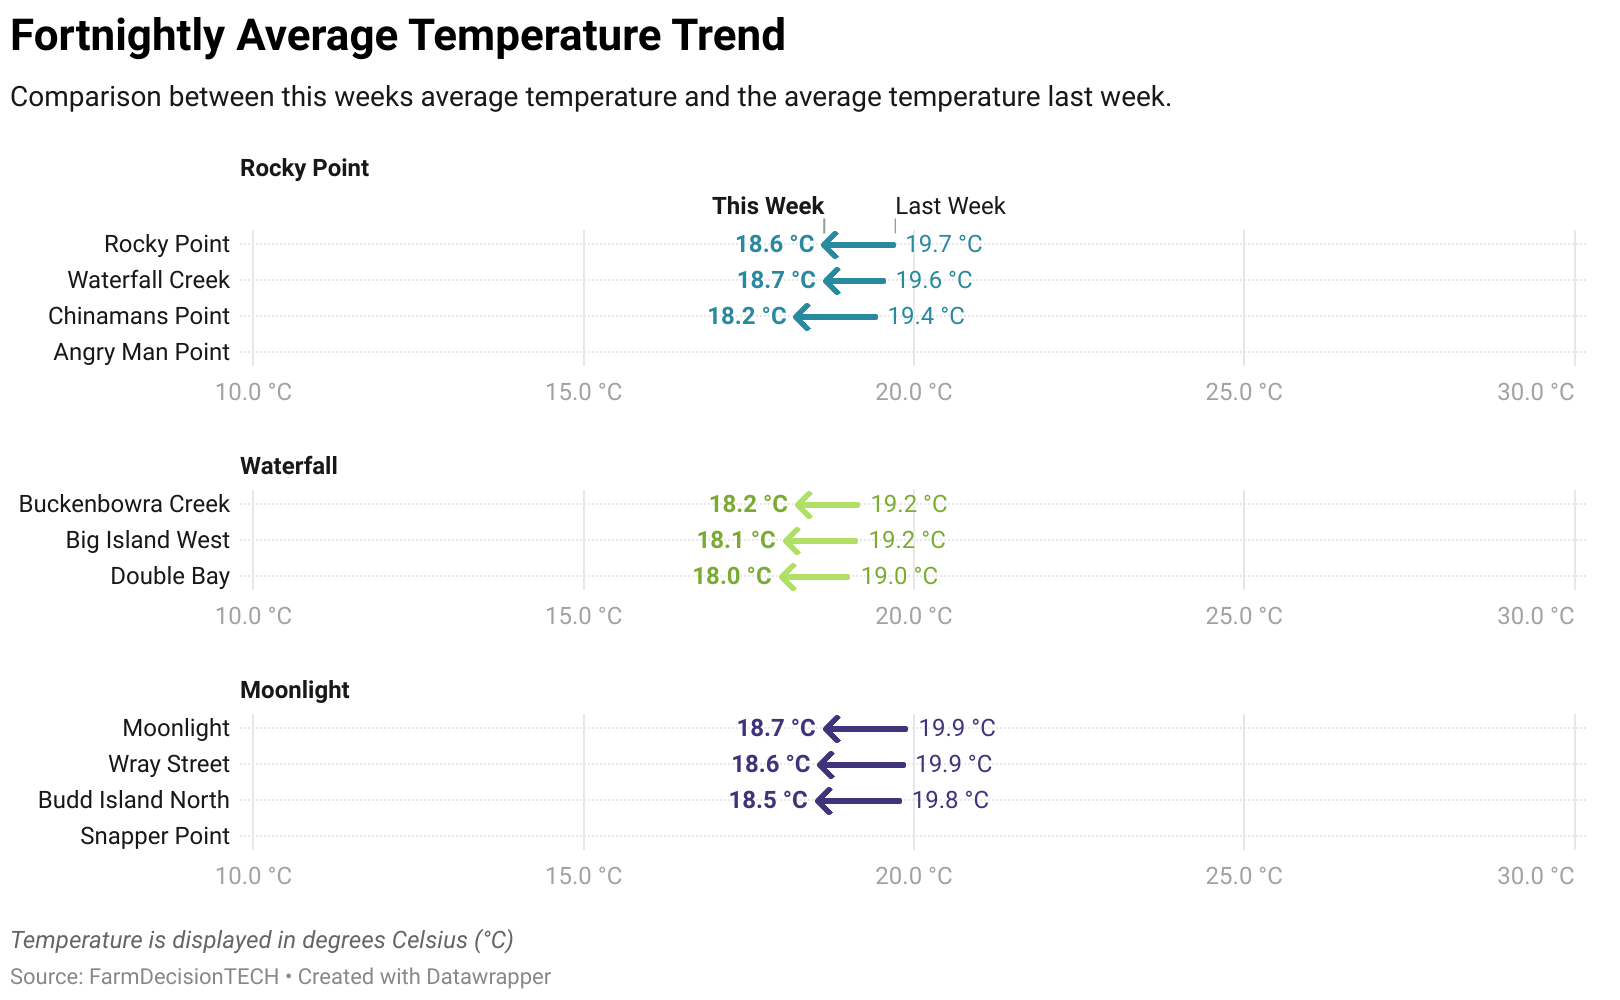 Fortnightly Average Temperature Trend
Comparison between this weeks average temperature and the average temperature last week.
Rocky Point
This Week Last Week
Rocky Point 18.6 °C 19.7 °C
Waterfall Creek 18.7 °C 19.6 °C
Chinamans Point 18.2 °C 19.4 °C
Angry Man Point
10.0 °C 15.0 °C 20.0 °C 25.0 °C 30.0 °C
Waterfall
Buckenbowra Creek 18.2 °C 19.2 °C
Big Island West 18.1 °C 19.2 °C
Double Bay 18.0 °C 19.0 °C
10.0 °C 15.0 °C 20.0 °C 25.0 °C 30.0 °C
Moonlight
Moonlight 18.7 °C 19.9 °C
Wray Street 18.6 °C 19.9 °C
Budd Island North 18.5 °C 19.8 °C
Snapper Point
10.0 °C 15.0 °C 20.0 °C 25.0 °C 30.0 °C
Temperature is displayed in degrees Celsius (°C)
Source: FarmDecisionTECH • Created with Datawrapper